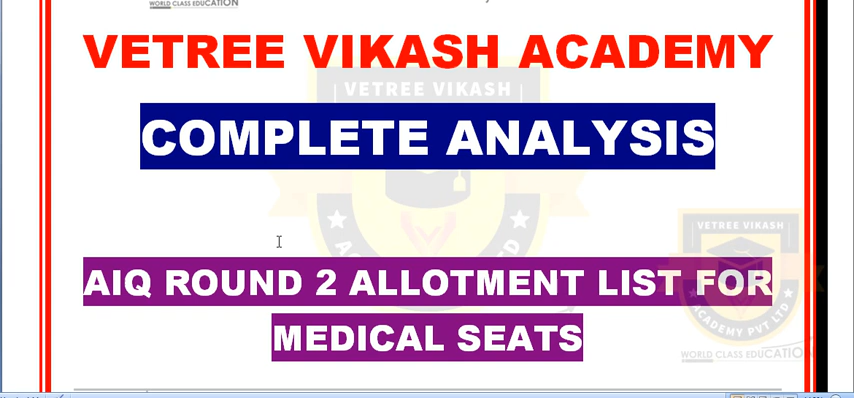 WORLD CLASS EDUCATION
VETREE VIKASH ACADEMY
VETREE VIKASH
COMPLETE ANALYSIS
VETREE VIKASH
AIQ ROUND 2 ALLOTMENT LIST FOR
MEDICAL SEATS
ACADEMY PVT LTD
WORLD CLASS EDUCATION